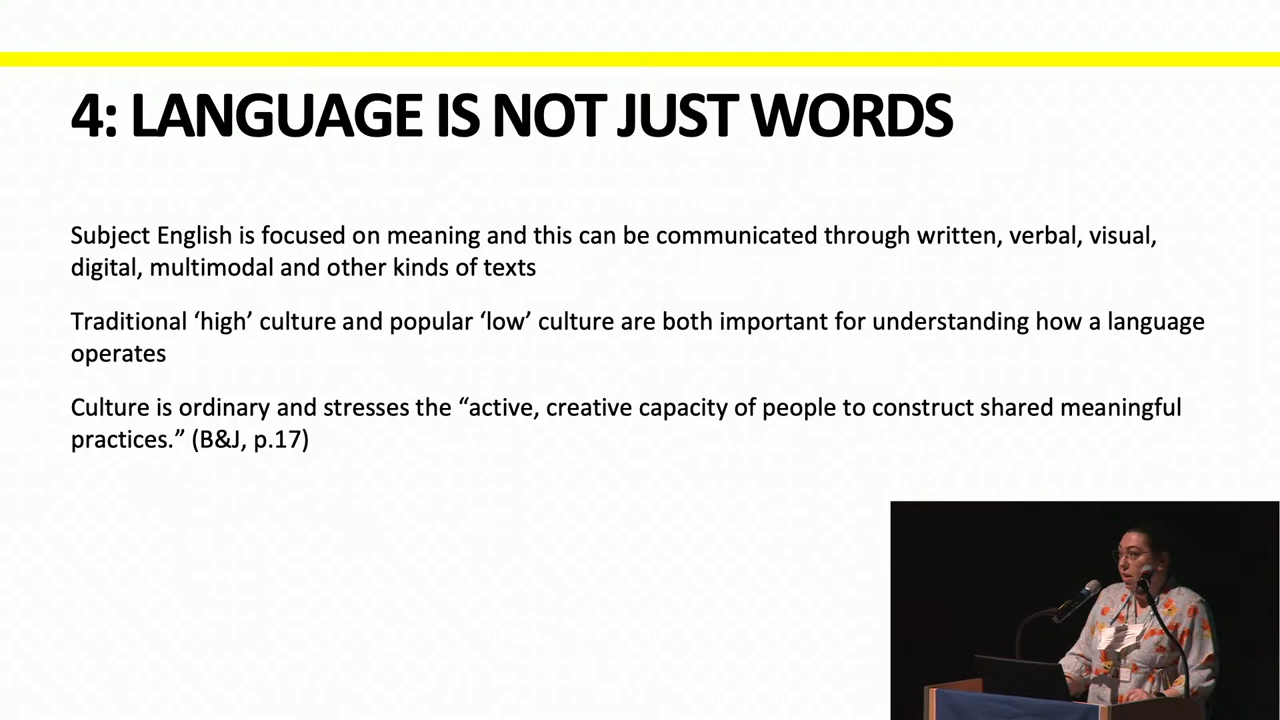 4: LANGUAGE IS NOT JUST WORDS
Subject English is focused on meaning and this can be communicated through written, verbal, visual,
digital, multimodal and other kinds of texts
Traditional ‘high’ culture and popular ‘low’ culture are both important for understanding how a language
operates
Culture is ordinary and stresses the “active, creative capacity of people to construct shared meaningful
practices.” (B&J, p.17)